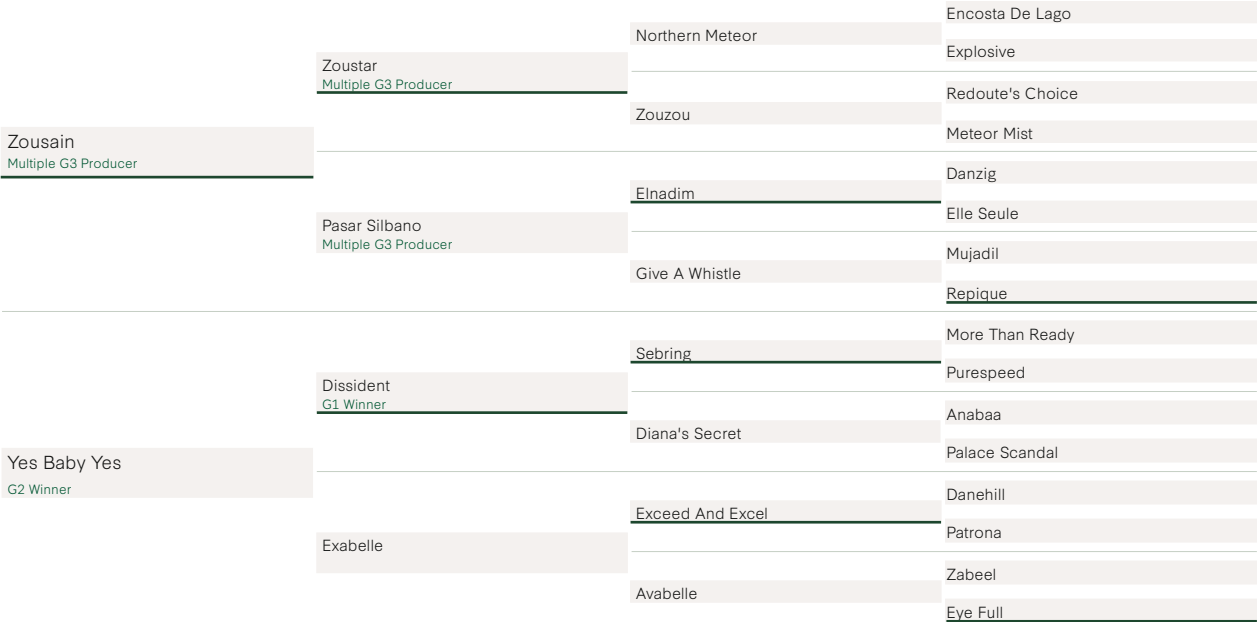 Zousain
Multiple G3 Producer
Yes Baby Yes
G2 Winner
Zoustar
Multiple G3 Producer
Pasar Silbano
Multiple G3 Producer
Dissident
G1 Winner
Exabelle
Northern Meteor
Zouzou
Elnadim
Give A Whistle
Sebring
Diana's Secret
Exceed And Excel
Avabelle
Encosta De Lago
Explosive
Redoute's Choice
Meteor Mist
Danzig
Elle Seule
Mujadil
Repique
More Than Ready
Purespeed
Anabaa
Palace Scandal
Danehill
Patrona
Zabeel
Eye Full